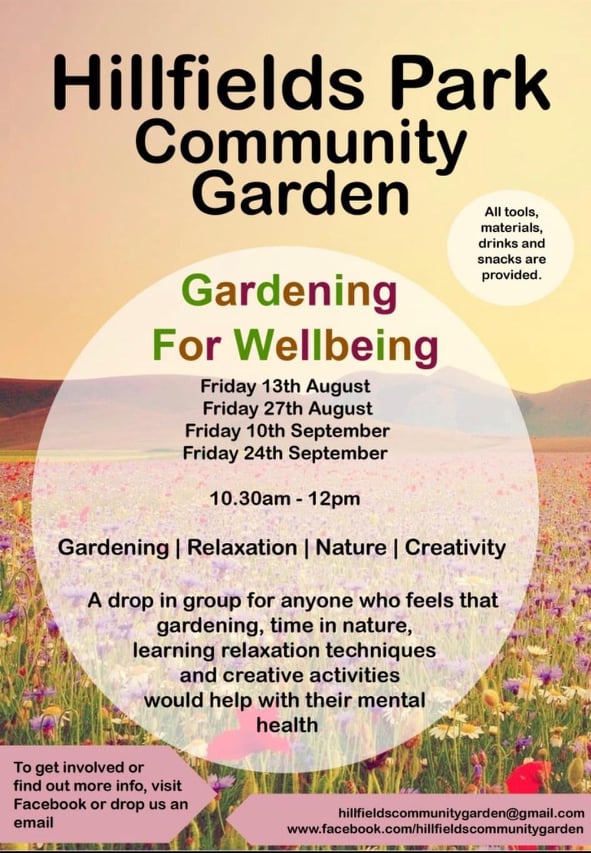 Hillfields Park
Community
Garden
All tools,
materials,
drinks and
snacks are
provided.
Gardening
For Wellbeing
Friday 13th August
Friday 27th August
Friday 10th September
Friday 24th September
10.30am - 12pm
Gardening | Relaxation | Nature | Creativity
A drop in group for anyone who feels that
gardening, time in nature,
learning relaxation techniques
and creative activities
would help with their mental
health
To get involved or
find out more info, visit
Facebook or drop us an
email
hillfieldscommunitygarden@gmail.com
www.facebook.com/hillfieldscommunitygarden